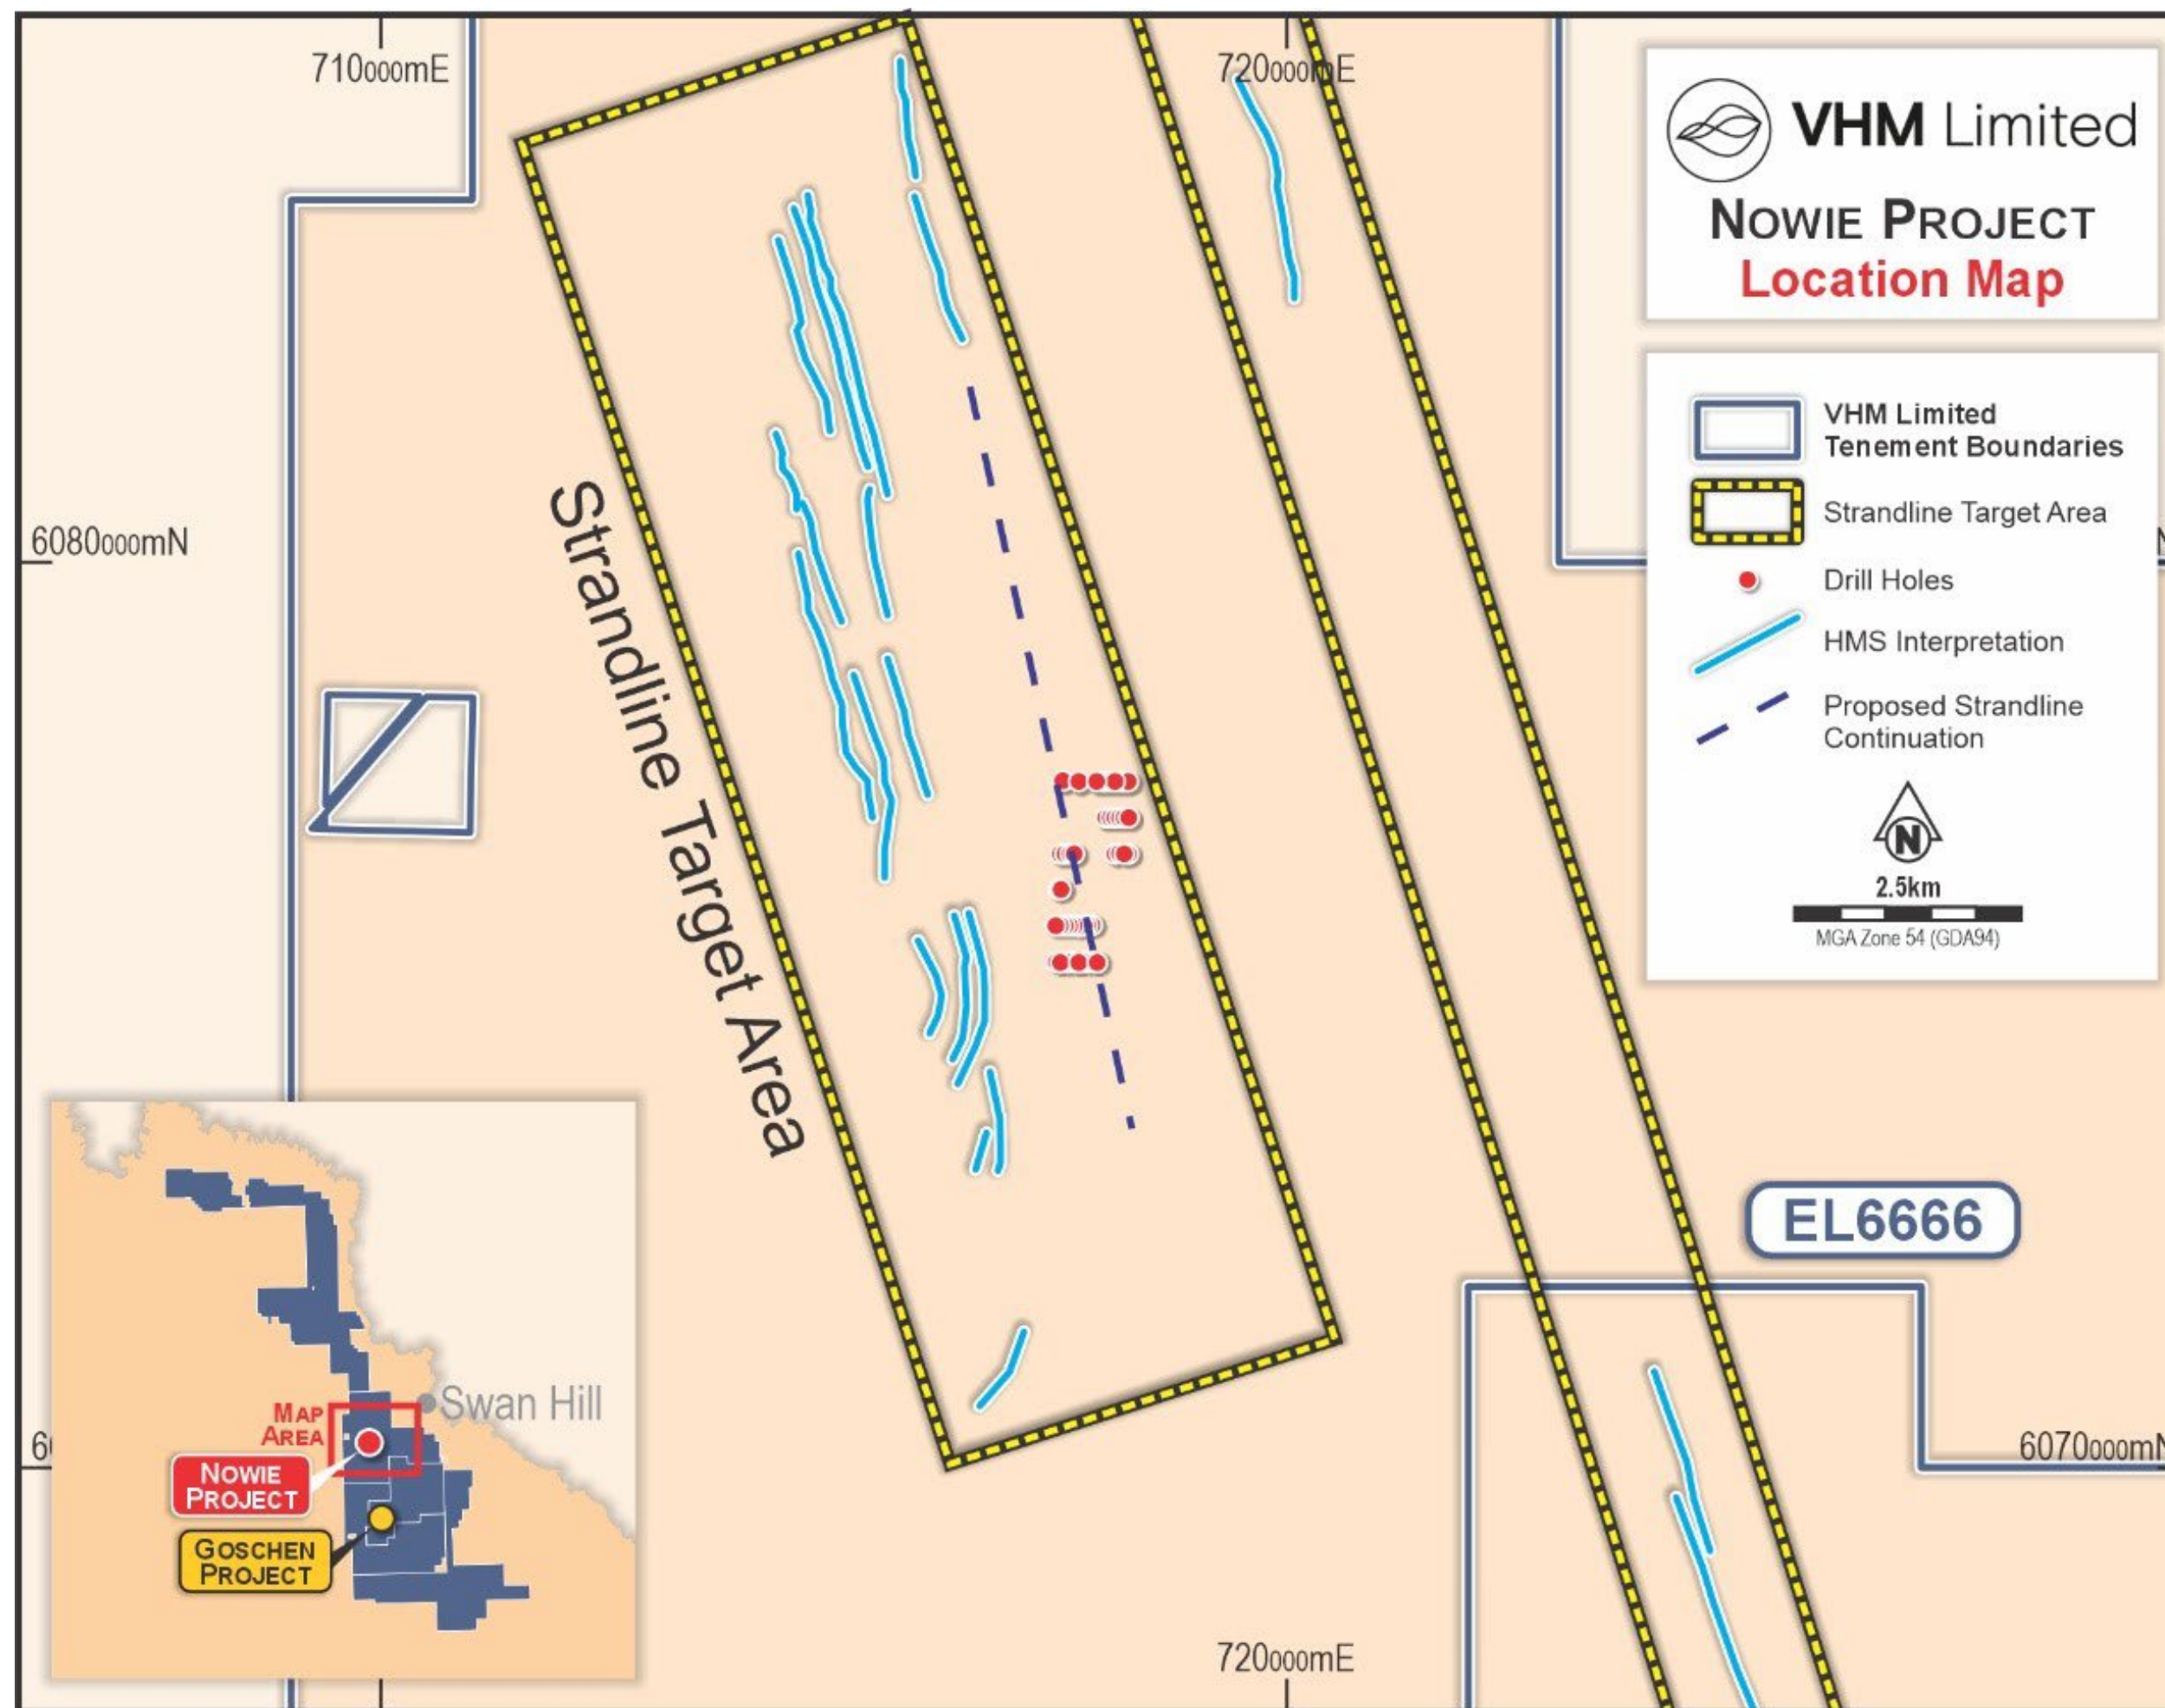 710000mE
720000mE
VHM Limited
NOWIE PROJECT
Location Map
VHM Limited
Tenement Boundaries
Strandline Target Area
Drill Holes
HMS Interpretation
Proposed Strandline
Continuation
N
2.5km
MGA Zone 54 (GDA94)
6080000mN
Strandline Target Area
EL6666
6070000mN
Swan Hill
MAP
AREA
NOWIE
PROJECT
GOSCHEN
PROJECT
720000mE